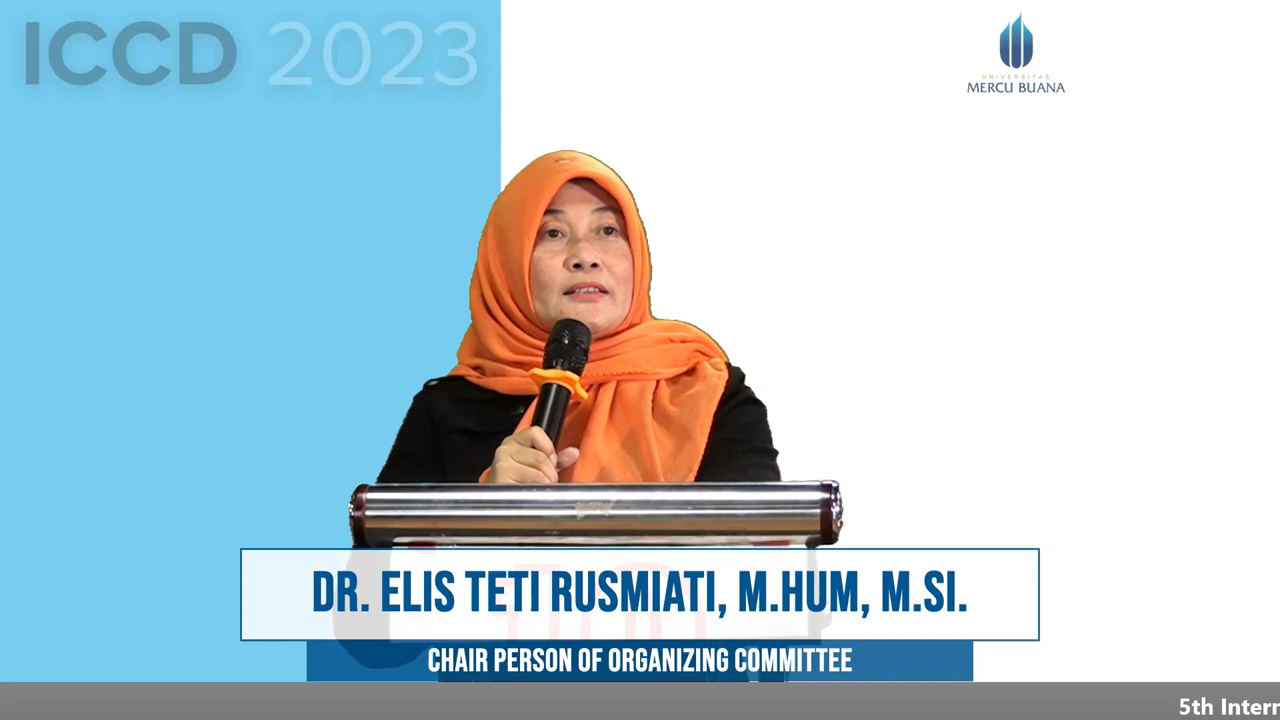 ICCD 2023
UNIVERSITAS
MERCU BUANA
DR. ELIS TETI RUSMIATI, M.HUM, M.SI.
CHAIR PERSON OF ORGANIZING COMMITTEE
5th Intern